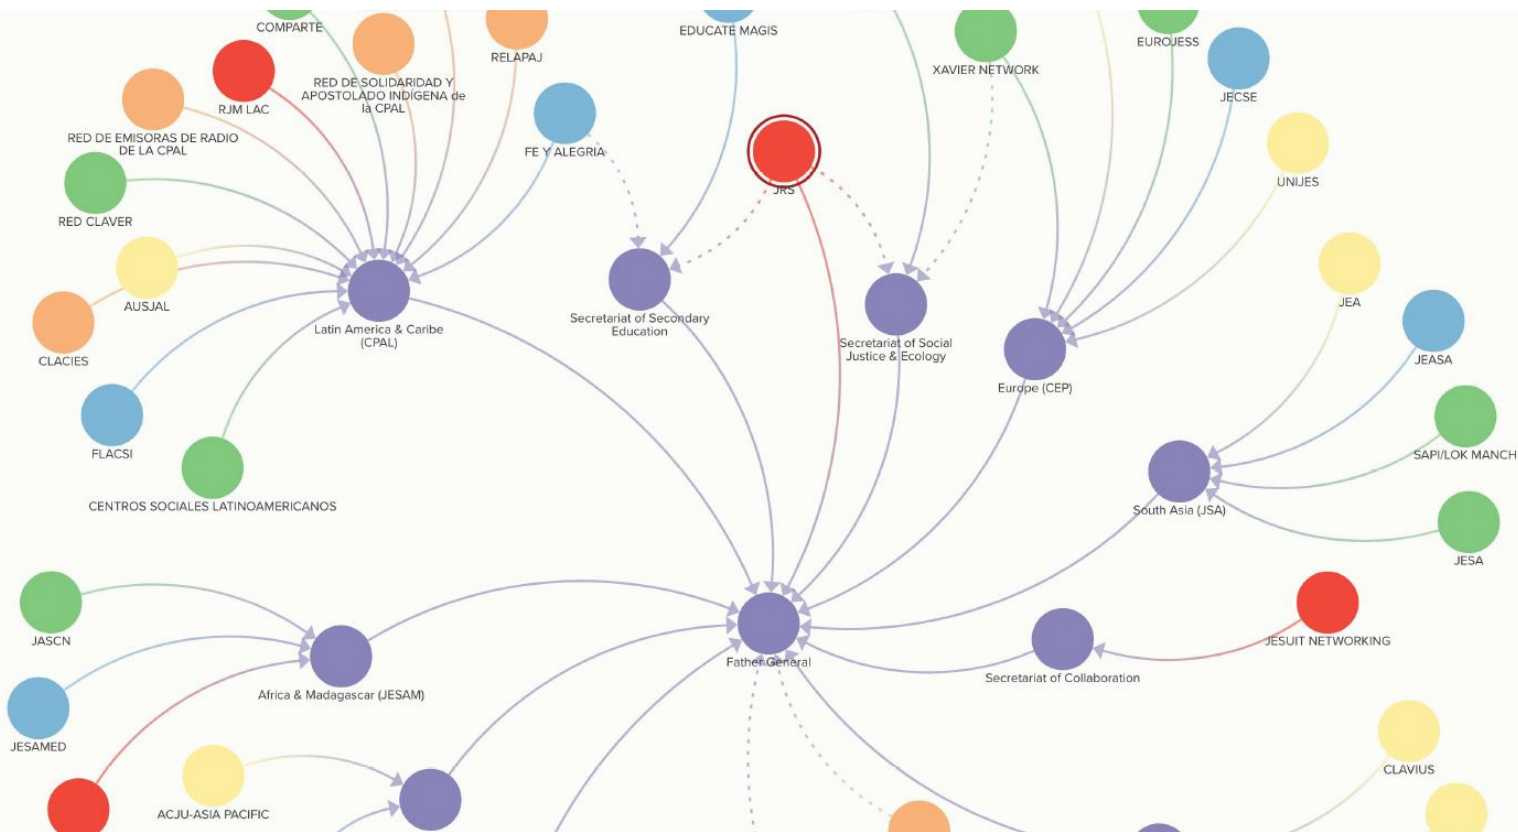 COMPARTE
EDUCATE MAGIS
EUROJESS
RELAPAJ
XAVIER NETWORK
RED DE SOLIDARIDAD Y
APOSTOLADO INDÍGENA de
la CPAL
RJM LAC
JECSE
RED DE EMISORAS DE RADIO
DE LA CPAL
FE Y ALEGRIA
JRS
UNIJES
RED CLAVER
AUSJAL
JEA
Latin America & Caribe
(CPAL)
Secretariat of Secondary
Education
Secretariat of Social
Justice & Ecology
CLACIES
JEASA
Europe (CEP)
FLACSI
SAPI/LOK MANCH
CENTROS SOCIALES LATINOAMERICANOS
South Asia (JSA)
JESA
JASCN
JESUIT NETWORKING
Father General
Secretariat of Collaboration
Africa & Madagascar (JESAM)
JESAMED
CLAVIUS
ACJU-ASIA PACIFIC